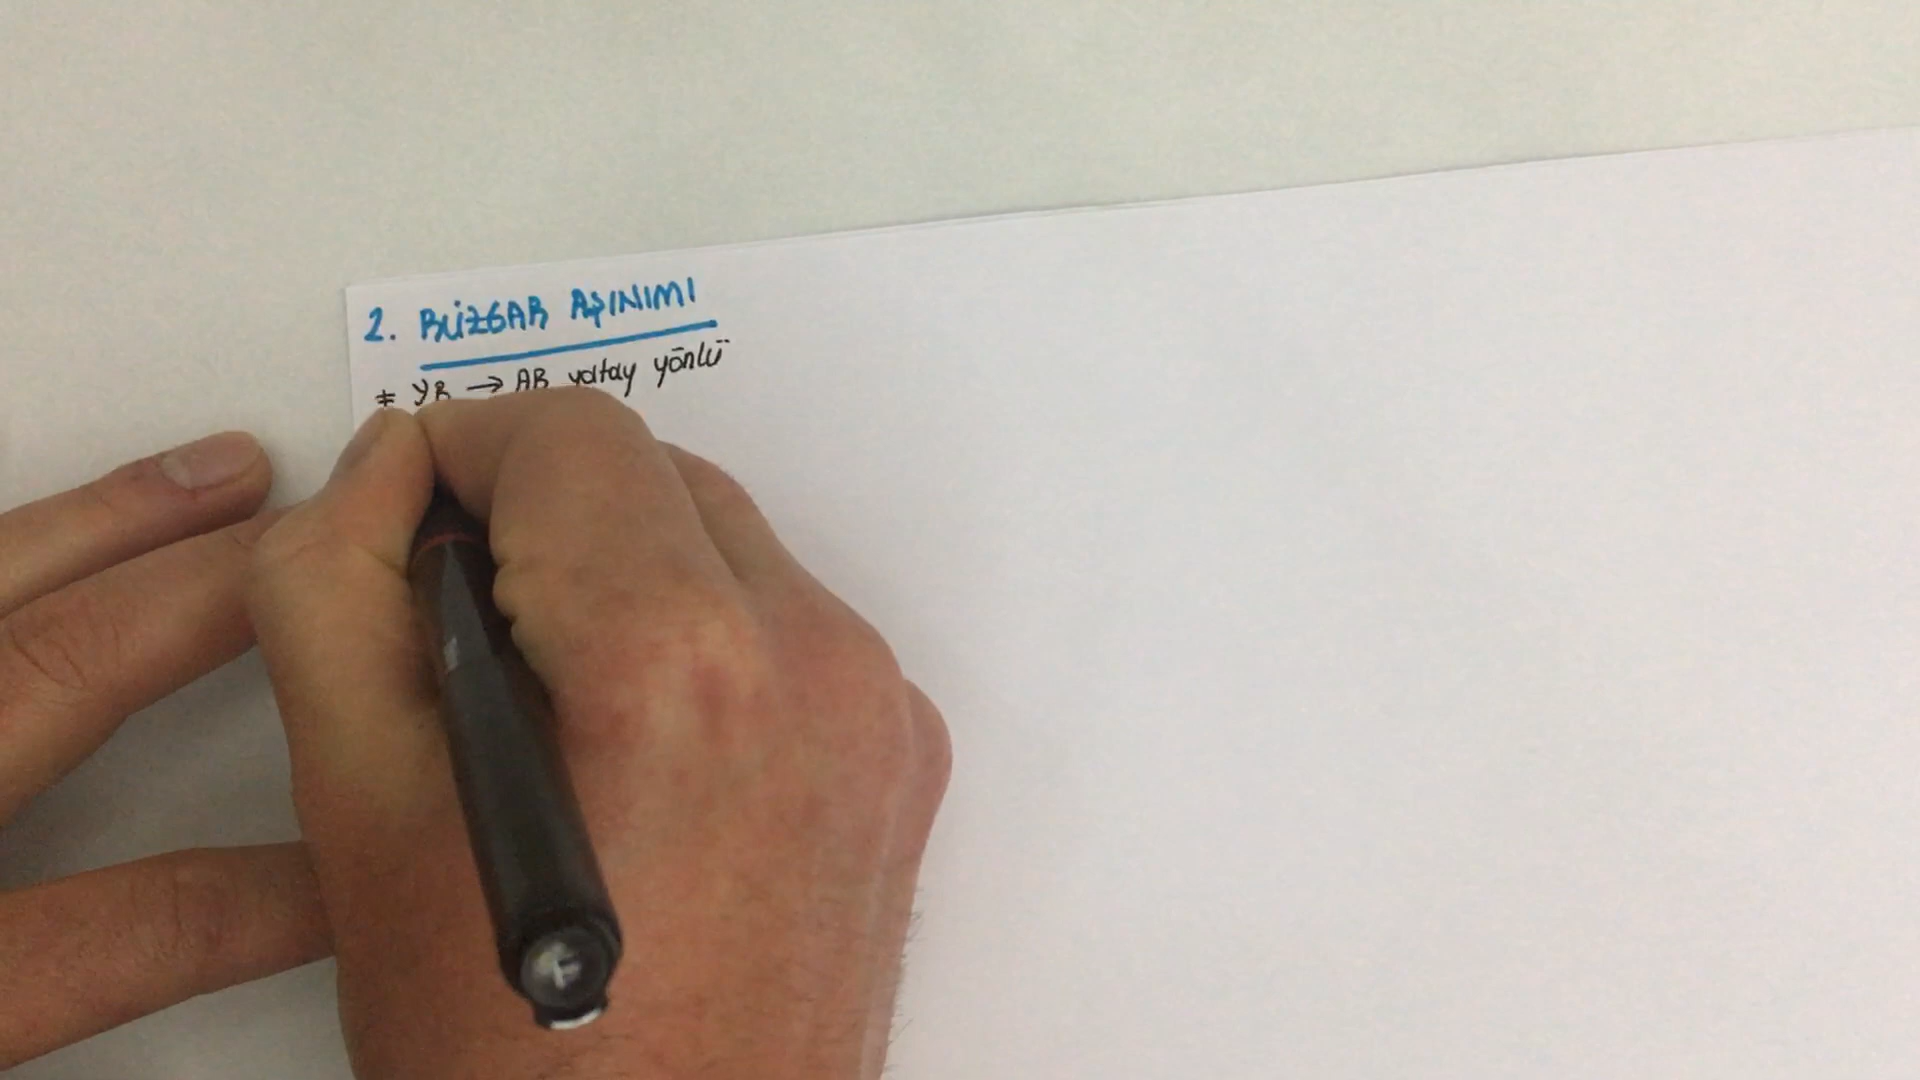 2. RÜZGAR AŞINIMI
* YB → AB yatay yönlü
F